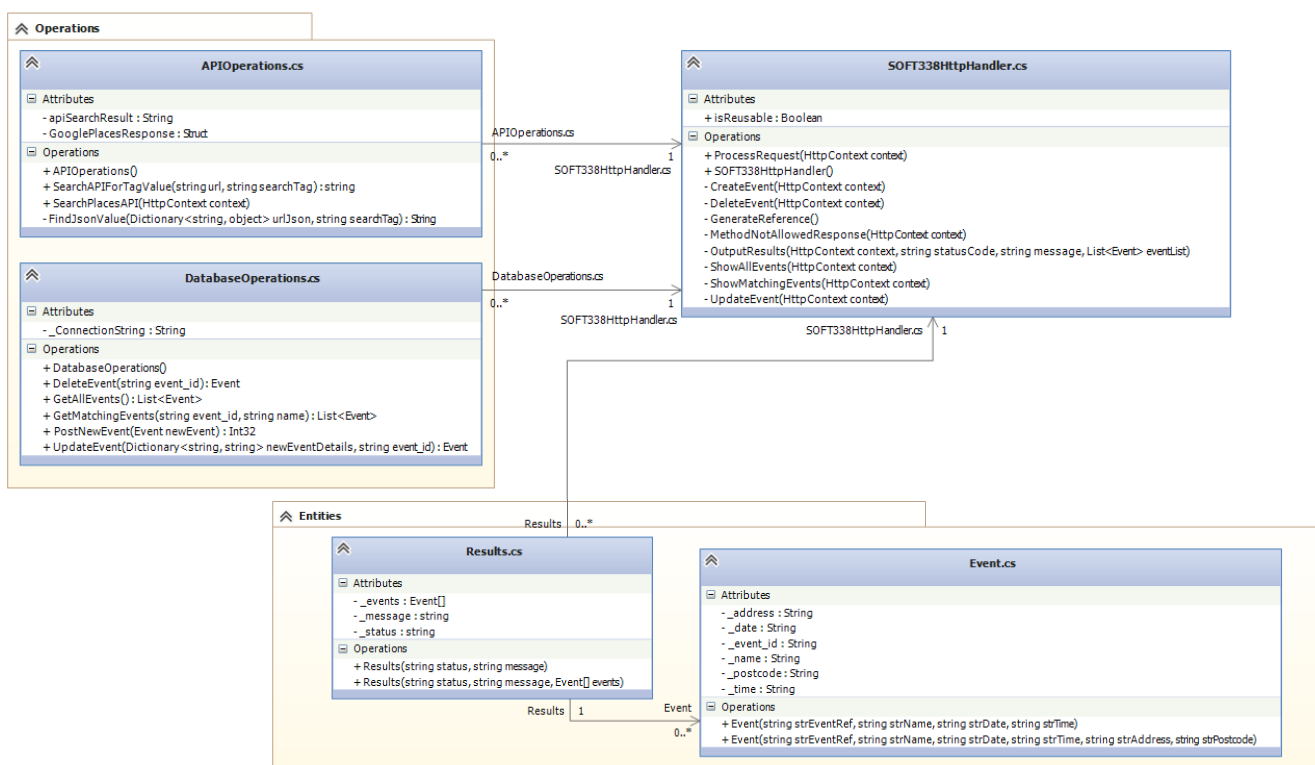 Operations
APIOperations.cs
Attributes
- apiSearchResult : String
- GooglePlacesResponse : Struct
Operations
+ APIOperations()
+ SearchAPIForTagValue(string url, string searchTag) : string
+ SearchPlacesAPI(HttpContext context)
- FindJsonValue(Dictionary<string, object> urlJson, string searchTag) : String
APIOperations.cs
0..*
1
SOFT338HttpHandler.cs
SOFT338HttpHandler.cs
Attributes
+ isReusable : Boolean
Operations
+ ProcessRequest(HttpContext context)
+ SOFT338HttpHandler()
- CreateEvent(HttpContext context)
- DeleteEvent(HttpContext context)
- GenerateReference()
- MethodNotAllowedResponse(HttpContext context)
- OutputResults(HttpContext context, string statusCode, string message, List<Event> eventList)
- ShowAllEvents(HttpContext context)
- ShowMatchingEvents(HttpContext context)
- UpdateEvent(HttpContext context)
DatabaseOperations.cs
Attributes
- _ConnectionString : String
Operations
+ DatabaseOperations()
+ DeleteEvent(string event_id) : Event
+ GetAllEvents() : List<Event>
+ GetMatchingEvents(string event_id, string name) : List<Event>
+ PostNewEvent(Event newEvent) : Int32
+ UpdateEvent(Dictionary<string, string> newEventDetails, string event_id) : Event
DatabaseOperations.cs
0..*
1
SOFT338HttpHandler.cs
SOFT338HttpHandler.cs
1
Entities
Results
0..*
Results.cs
Attributes
- _events : Event[]
- _message : string
- _status : string
Operations
+ Results(string status, string message)
+ Results(string status, string message, Event[] events)
Results
1
Event
0..*
Event.cs
Attributes
- _address : String
- _date : String
- _event_id : String
- _name : String
- _postcode : String
- _time : String
Operations
+ Event(string strEventRef, string strName, string strDate, string strTime)
+ Event(string strEventRef, string strName, string strDate, string strTime, string strAddress, string strPostcode)